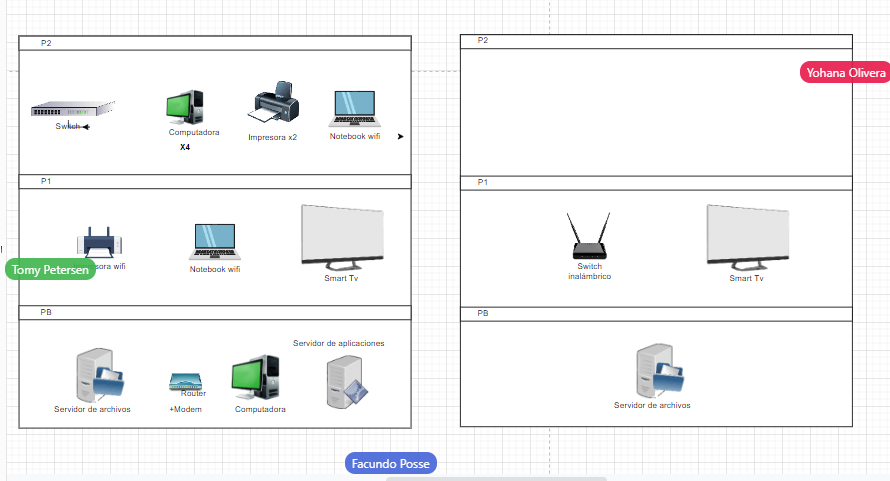 P2
P2
Yohana Olivera
Switch
Computadora
X4
Impresora x2
Notebook wifi
P1
P1
Tomy Petersen
sora wifi
Notebook wifi
Smart Tv
Switch
inalámbrico
Smart Tv
PB
PB
Servidor de archivos
Router
+Modem
Computadora
Servidor de aplicaciones
Servidor de archivos
Facundo Posse